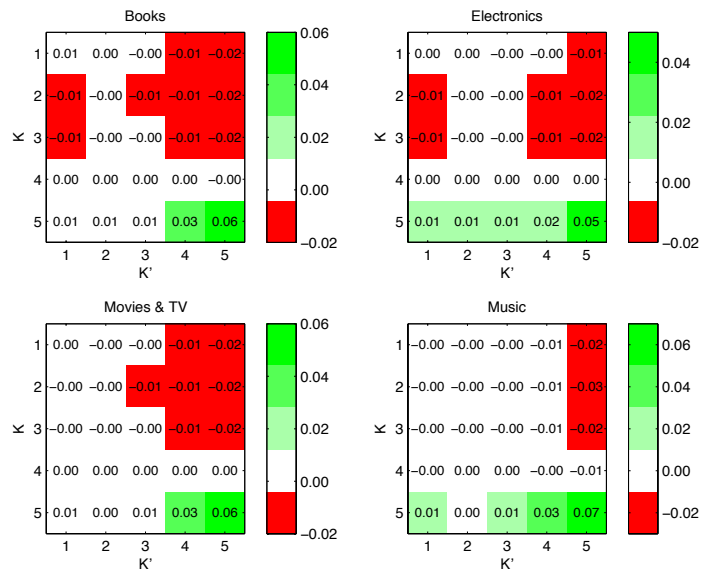 Books
1 0.01 0.00 −0.00 −0.01 −0.02
2 −0.01 −0.00 −0.01 −0.01 −0.02
3 −0.01 −0.00 −0.00 −0.01 −0.02
4 0.00 0.00 0.00 0.00 −0.00
5 0.01 0.01 0.01 0.03 0.06
1 2 3 4 5
K
K'
0.06
0.04
0.02
0.00
−0.02
Electronics
1 0.00 0.00 −0.00 −0.00 −0.01
2 −0.01 −0.00 −0.00 −0.01 −0.02
3 −0.01 −0.00 −0.00 −0.01 −0.02
4 0.00 0.00 0.00 0.00 0.00
5 0.01 0.01 0.01 0.02 0.05
1 2 3 4 5
K'
0.04
0.02
0.00
−0.02
Movies & TV
1 0.00 −0.00 −0.00 −0.01 −0.02
2 −0.00 −0.00 −0.01 −0.01 −0.02
3 −0.00 −0.00 −0.00 −0.01 −0.02
4 0.00 0.00 0.00 0.00 0.00
5 0.01 0.00 0.01 0.03 0.06
1 2 3 4 5
K
K'
0.06
0.04
0.02
0.00
−0.02
Music
1 −0.00 −0.00 −0.00 −0.01 −0.02
2 −0.00 −0.00 −0.00 −0.01 −0.03
3 −0.00 −0.00 −0.00 −0.01 −0.02
4 −0.00 0.00 0.00 −0.00 −0.01
5 0.01 0.00 0.01 0.03 0.07
1 2 3 4 5
K'
0.06
0.04
0.02
0.00
−0.02